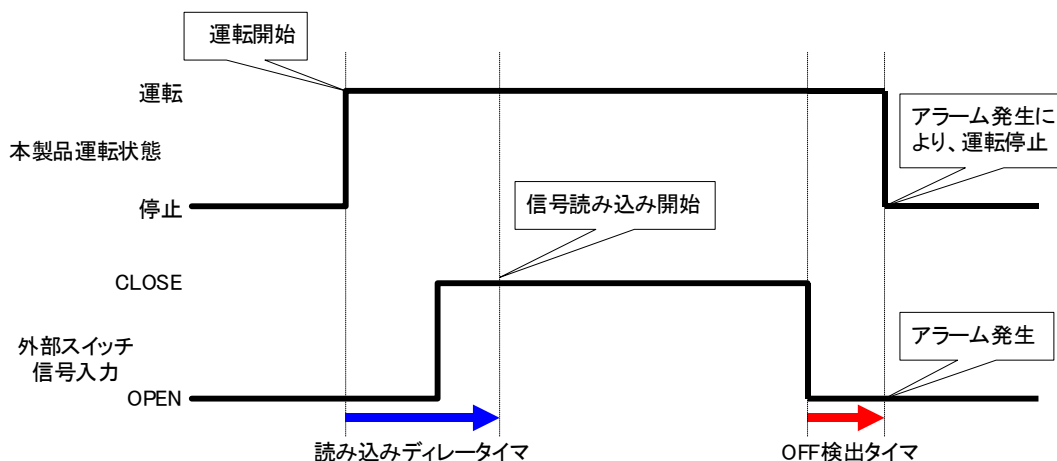 運転開始
運転
本製品運転状態
アラーム発生に
より、運転停止
停止
信号読み込み開始
CLOSE
外部スイッチ
信号入力
アラーム発生
OPEN
読み込みディレータイマ
OFF検出タイマ